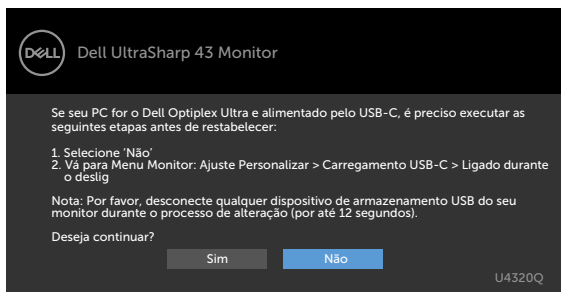 DELL
Dell UltraSharp 43 Monitor
Se seu PC for o Dell Optiplex Ultra e alimentado pelo USB-C, é preciso executar as
seguintes etapas antes de restabelecer:
1. Selecione ‘Não’
2. Vá para Menu Monitor: Ajuste Personalizar > Carregamento USB-C > Ligado durante
o deslig
Nota: Por favor, desconecte qualquer dispositivo de armazenamento USB do seu
monitor durante o processo de alteração (por até 12 segundos).
Deseja continuar?
Sim
Não
U4320Q